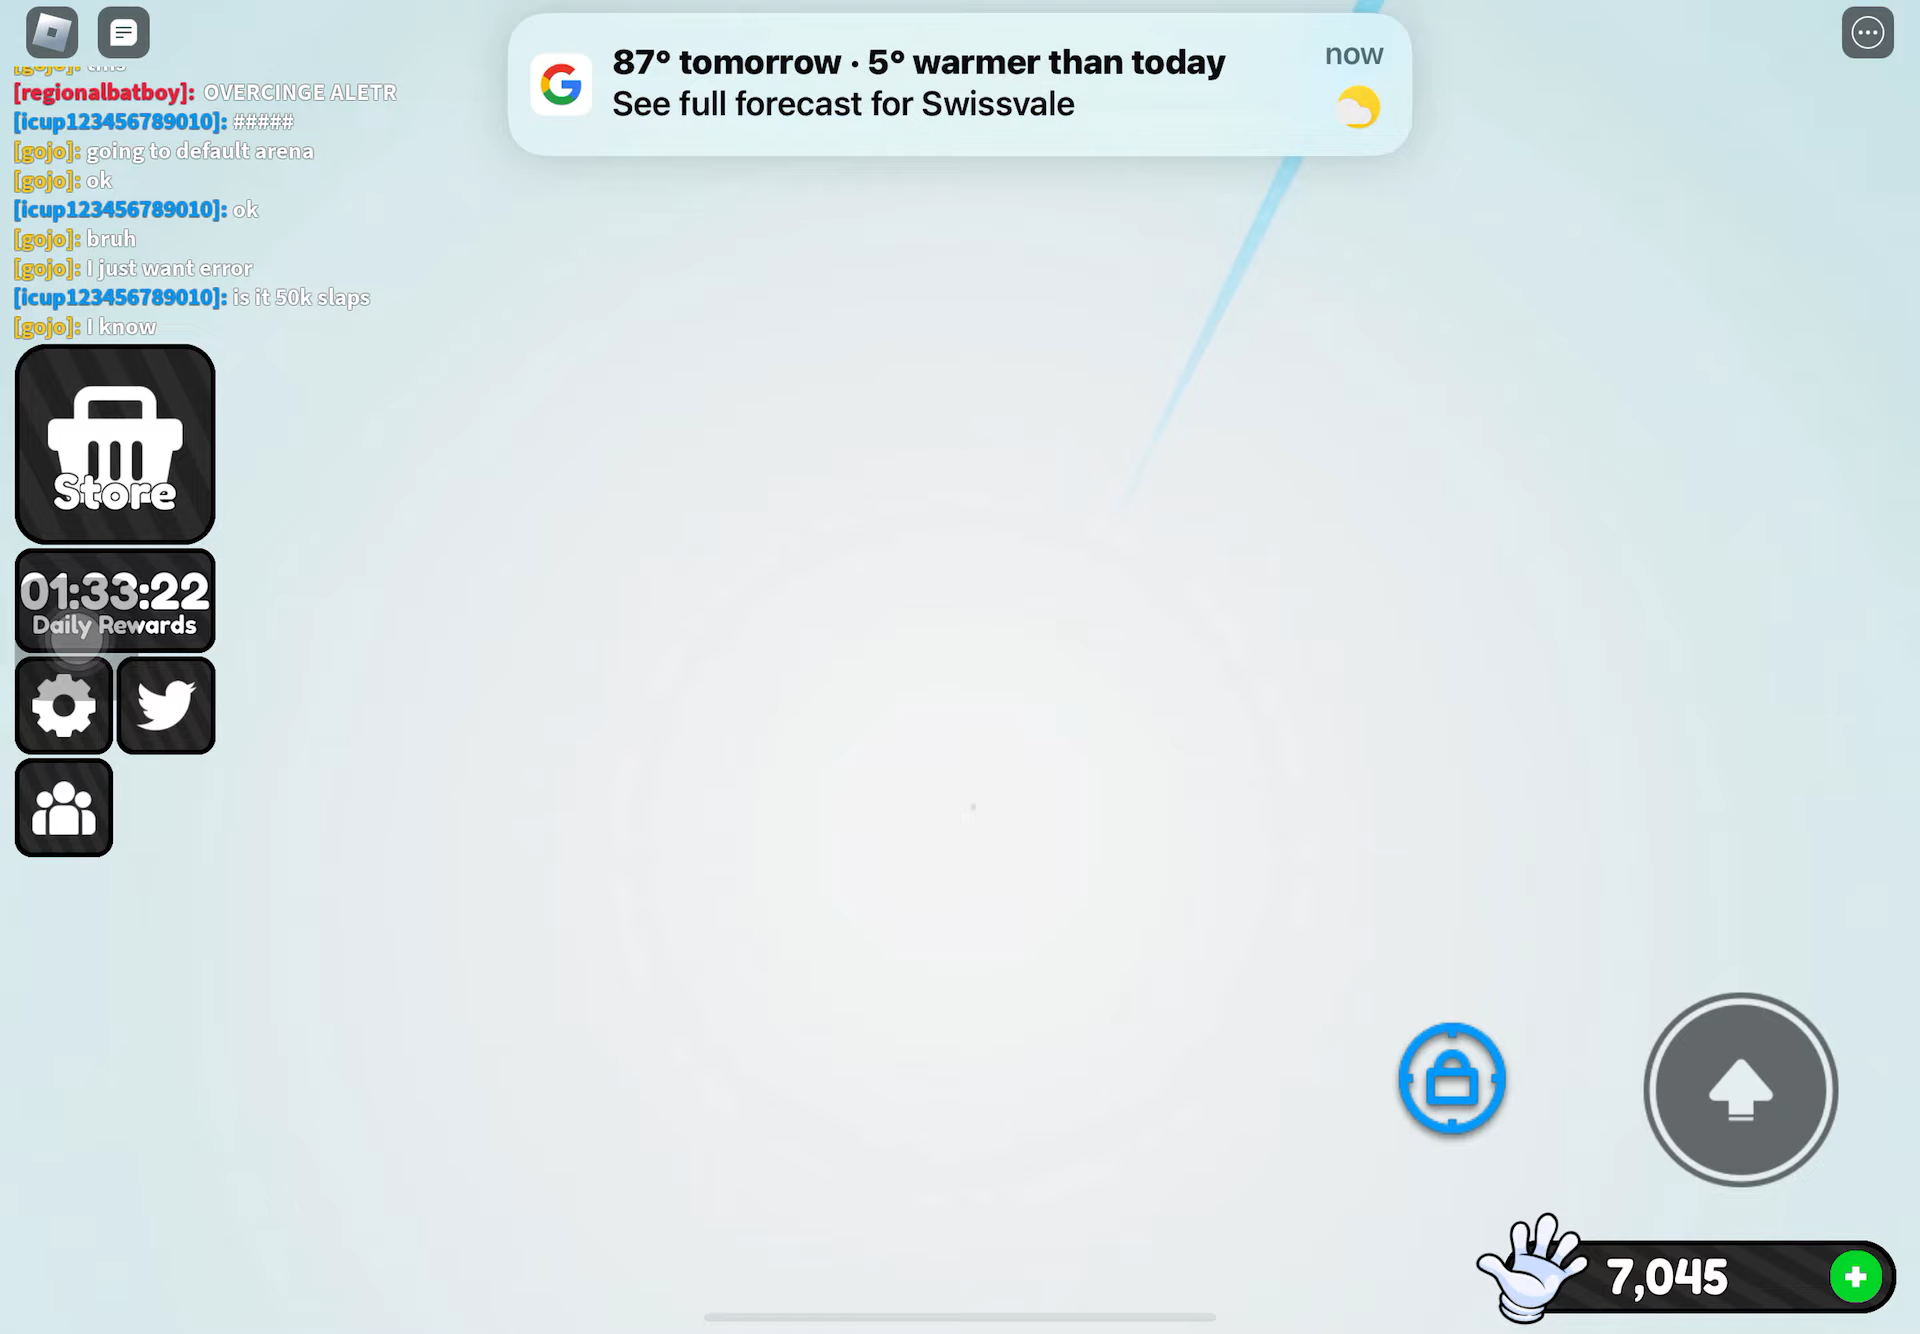 87° tomorrow · 5° warmer than today
now
See full forecast for Swissvale
[gojo]: this
[regionalbatboy]: OVERCINGE ALETR
[icup123456789010]: #####
[gojo]: going to default arena
[gojo]: ok
[icup123456789010]: ok
[gojo]: bruh
[gojo]: I just want error
[icup123456789010]: is it 50k slaps
[gojo]: I know
Store
01:33:22
Daily Rewards
7,045